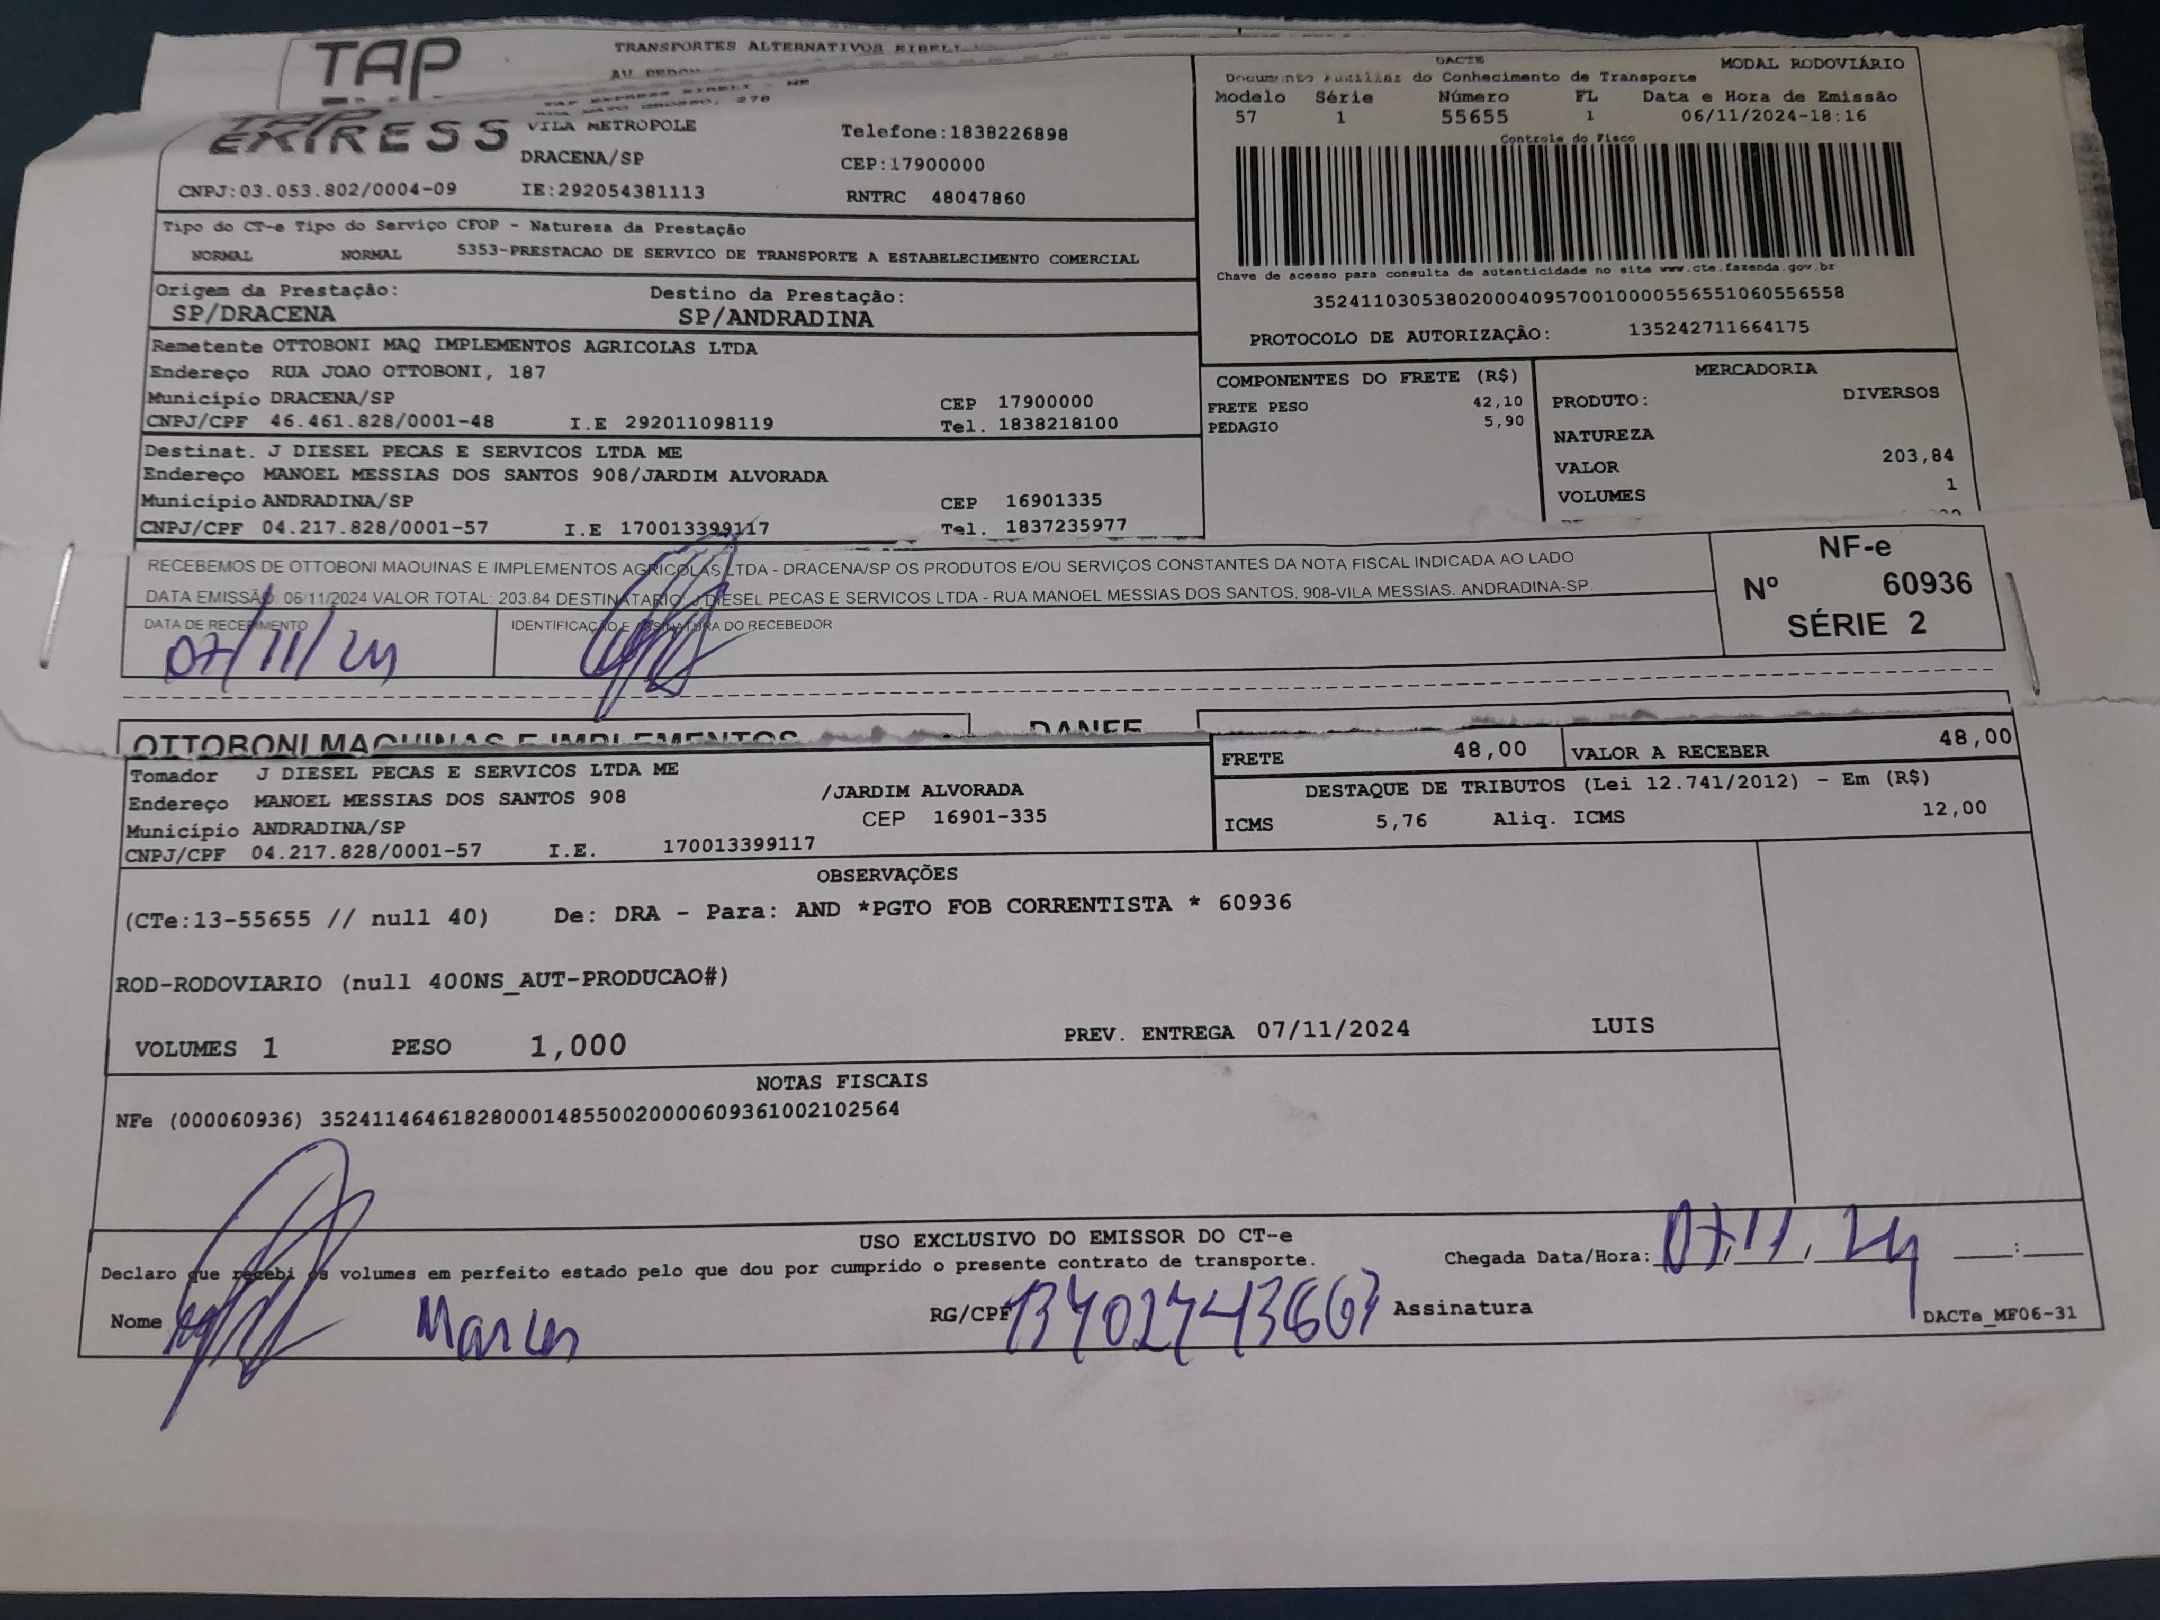 TAP
TRANSPORTES ALTERNATIVOS EIRELI
EXPRESS
VILA METROPOLE
Telefone:1838226898
DRACENA/SP
CEP:17900000
CNPJ:03.053.802/0004-09 IE:292054381113
RNTRC 48047860
DACTE
Documento Auxiliar do Conhecimento de Transporte
MODAL RODOVIÁRIO
Modelo Série Número FL Data e Hora de Emissão
57 1 55655 1 06/11/2024-18:16
Controle do Fisco
Chave de acesso para consulta de autenticidade no site www.cte.fazenda.gov.br
35241103053802000409570010000556551060556558
PROTOCOLO DE AUTORIZAÇÃO: 135242711664175
Tipo do CT-e Tipo do Serviço CFOP - Natureza da Prestação
NORMAL NORMAL 5353-PRESTACAO DE SERVICO DE TRANSPORTE A ESTABELECIMENTO COMERCIAL
Origem da Prestação: Destino da Prestação:
SP/DRACENA SP/ANDRADINA
Remetente OTTOBONI MAQ IMPLEMENTOS AGRICOLAS LTDA
Endereço RUA JOAO OTTOBONI, 187
Município DRACENA/SP CEP 17900000
CNPJ/CPF 46.461.828/0001-48 I.E 292011098119 Tel. 1838218100
Destinat. J DIESEL PECAS E SERVICOS LTDA ME
Endereço MANOEL MESSIAS DOS SANTOS 908/JARDIM ALVORADA
Município ANDRADINA/SP CEP 16901335
CNPJ/CPF 04.217.828/0001-57 I.E 170013399117 Tel. 1837235977
COMPONENTES DO FRETE (R$)
FRETE PESO 42,10
PEDAGIO 5,90
MERCADORIA
PRODUTO: DIVERSOS
NATUREZA
VALOR 203,84
VOLUMES 1
RECEBEMOS DE OTTOBONI MAQUINAS E IMPLEMENTOS AGRICOLAS LTDA - DRACENA/SP OS PRODUTOS E/OU SERVIÇOS CONSTANTES DA NOTA FISCAL INDICADA AO LADO
DATA EMISSÃO: 06/11/2024 VALOR TOTAL: 203.84 DESTINATARIO: J DIESEL PECAS E SERVICOS LTDA - RUA MANOEL MESSIAS DOS SANTOS, 908-VILA MESSIAS. ANDRADINA-SP
DATA DE RECEBIMENTO IDENTIFICAÇÃO E ASSINATURA DO RECEBEDOR
07/11/24
NF-e
Nº 60936
SÉRIE 2
OTTOBONI MAQUINAS E IMPLEMENTOS DANFE
FRETE 48,00 VALOR A RECEBER 48,00
Tomador J DIESEL PECAS E SERVICOS LTDA ME
Endereço MANOEL MESSIAS DOS SANTOS 908 /JARDIM ALVORADA
Município ANDRADINA/SP CEP 16901-335
CNPJ/CPF 04.217.828/0001-57 I.E. 170013399117
DESTAQUE DE TRIBUTOS (Lei 12.741/2012) - Em (R$)
ICMS 5,76 Aliq. ICMS 12,00
OBSERVAÇÕES
(CTe:13-55655 // null 40) De: DRA - Para: AND *PGTO FOB CORRENTISTA * 60936
ROD-RODOVIARIO (null 400NS_AUT-PRODUCAO#)
VOLUMES 1 PESO 1,000 PREV. ENTREGA 07/11/2024 LUIS
NOTAS FISCAIS
NFe (000060936) 35241146461828000148550020000609361002102564
USO EXCLUSIVO DO EMISSOR DO CT-e
Declaro que recebi os volumes em perfeito estado pelo que dou por cumprido o presente contrato de transporte.
Chegada Data/Hora: 07/11/24 :
Nome Marcos RG/CPF 13702743667 Assinatura
DACTe_MF06-31